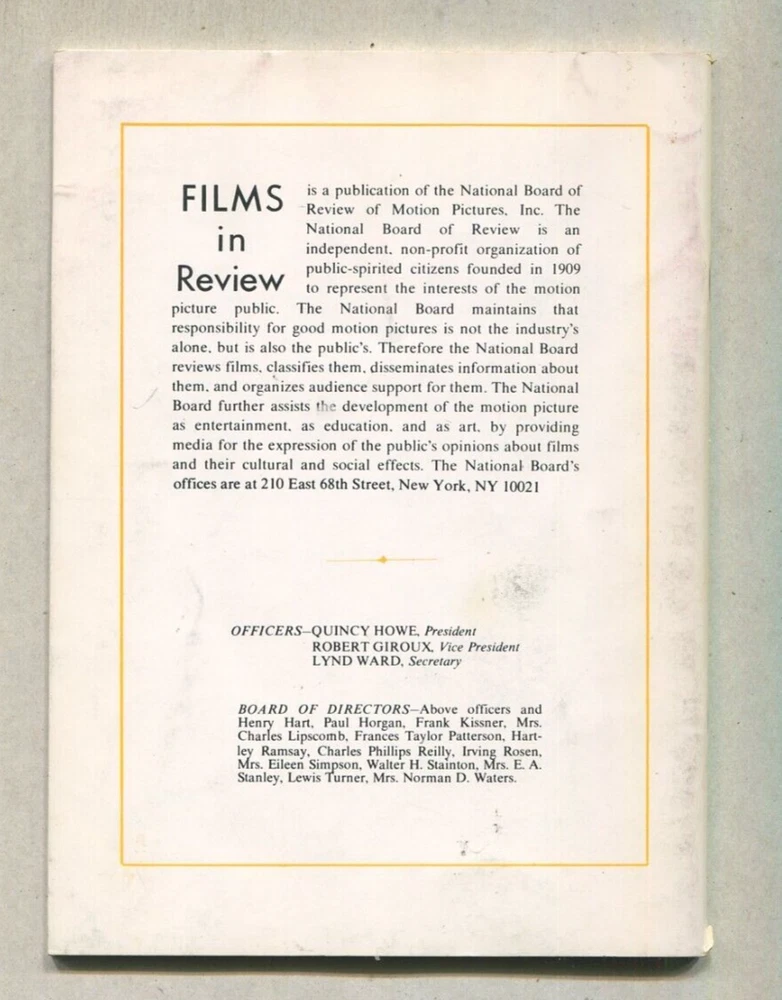 FILMS
in
Review
is a publication of the National Board of
Review of Motion Pictures, Inc. The
National Board of Review is an
independent, non-profit organization of
public-spirited citizens founded in 1909
to represent the interests of the motion
picture public. The National Board maintains that
responsibility for good motion pictures is not the industry's
alone, but is also the public's. Therefore the National Board
reviews films, classifies them, disseminates information about
them, and organizes audience support for them. The National
Board further assists the development of the motion picture
as entertainment, as education, and as art, by providing
media for the expression of the public's opinions about films
and their cultural and social effects. The National Board's
offices are at 210 East 68th Street, New York, NY 10021
OFFICERS—QUINCY HOWE, President
ROBERT GIROUX, Vice President
LYND WARD, Secretary
BOARD OF DIRECTORS—Above officers and
Henry Hart, Paul Horgan, Frank Kissner, Mrs.
Charles Lipscomb, Frances Taylor Patterson, Hart-
ley Ramsay, Charles Phillips Reilly, Irving Rosen,
Mrs. Eileen Simpson, Walter H. Stainton, Mrs. E. A.
Stanley, Lewis Turner, Mrs. Norman D. Waters.